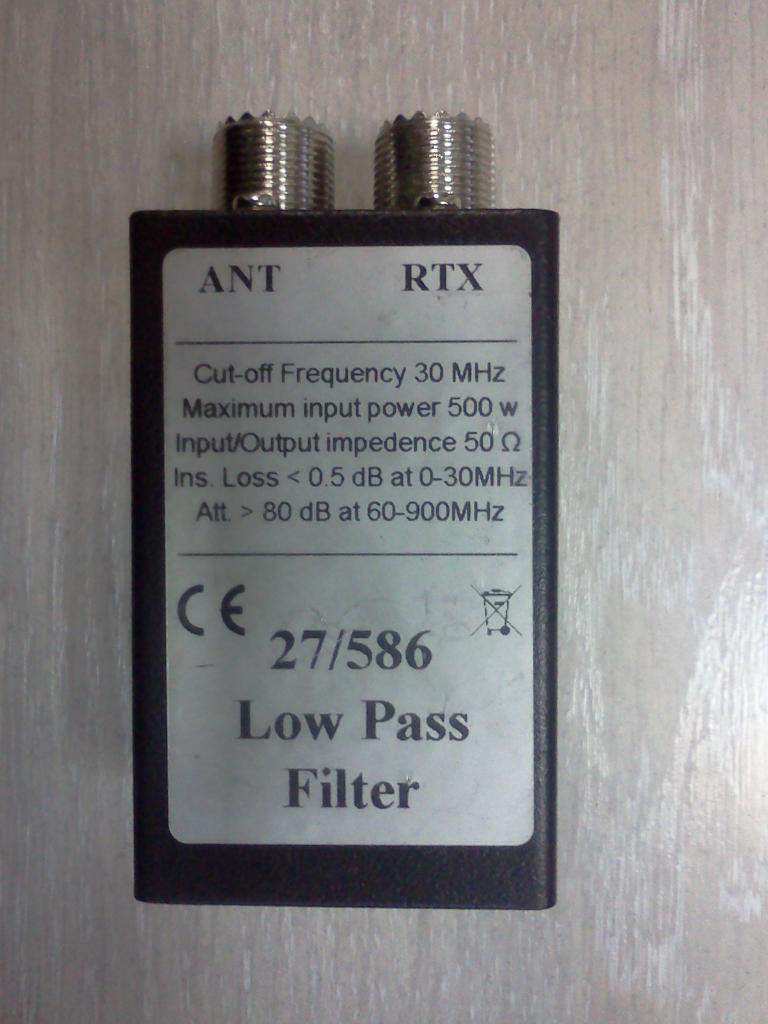 ANT RTX
Cut-off Frequency 30 MHz
Maximum input power 500 w
Input/Output impedence 50 Ω
Ins. Loss < 0.5 dB at 0-30MHz
Att. > 80 dB at 60-900MHz
CE
27/586
Low Pass
Filter